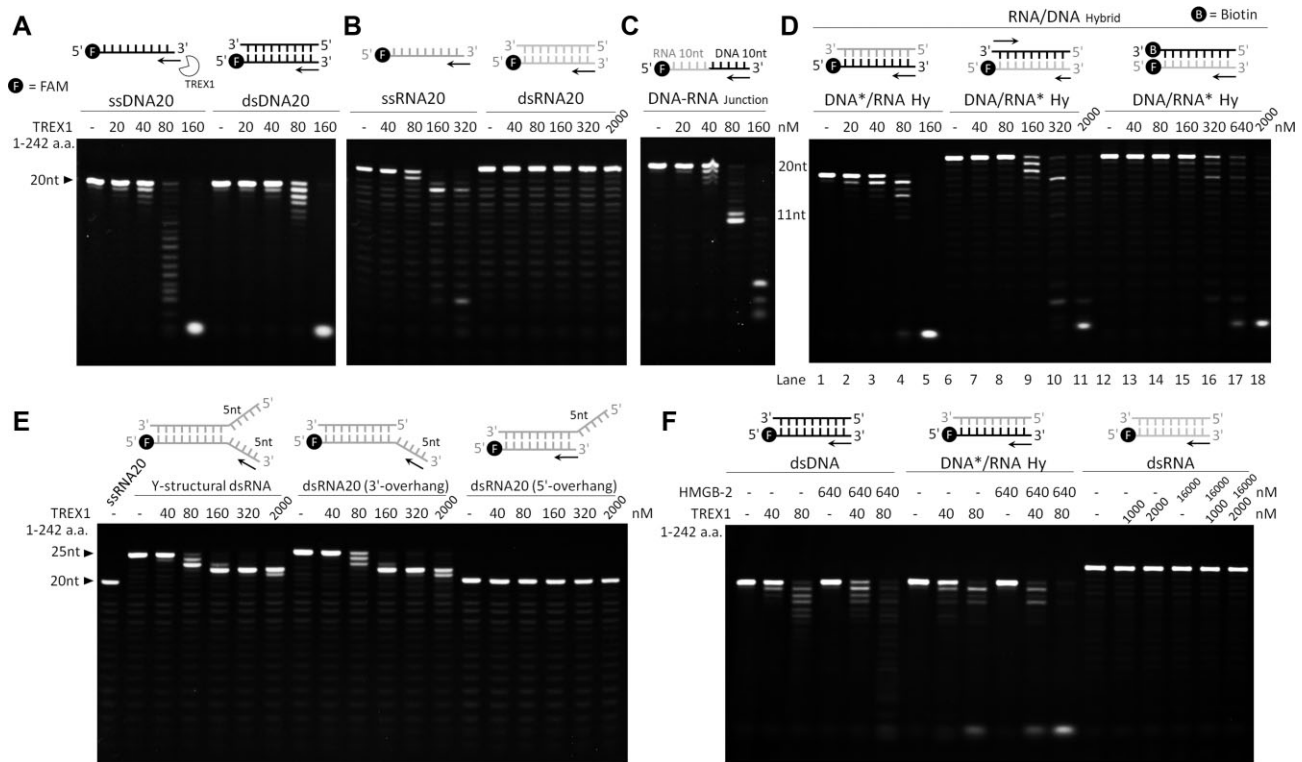 A
5' F 3'
TREX1
3' 5'
5' F 3'
F = FAM
ssDNA20 dsDNA20
TREX1 - 20 40 80 160 - 20 40 80 160
1-242 a.a.
20nt
B
5' F 3'
3' 5'
5' F 3'
ssRNA20 dsRNA20
- 40 80 160 320 - 40 80 160 320 2000 nM
C
RNA 10nt DNA 10nt
5' F 3'
DNA-RNA Junction
- 20 40 80 160 nM
20nt
11nt
D
RNA/DNA Hybrid B = Biotin
3' 5'
5' F 3'
3' 5'
5' F 3'
3' B 5'
5' F 3'
DNA*/RNA Hy DNA/RNA* Hy DNA/RNA* Hy
- 20 40 80 160 - 40 80 160 320 2000 - 40 80 160 320 640 2000 nM
Lane 1 2 3 4 5 6 7 8 9 10 11 12 13 14 15 16 17 18
E
5nt 5'
3'
5' F 5nt
3'
3' 5'
5' F 5nt
3'
5nt 5'
3'
5' F 3'
ssRNA20 Y-structural dsRNA dsRNA20 (3'-overhang) dsRNA20 (5'-overhang)
TREX1 - - 40 80 160 320 2000 - 40 80 160 320 2000 - 40 80 160 320 2000 nM
1-242 a.a.
25nt
20nt
F
3' 5'
5' F 3'
3' 5'
5' F 3'
3' 5'
5' F 3'
dsDNA DNA*/RNA Hy dsRNA
HMGB-2 - - - 640 640 640 - - - 640 640 640 - - - 16000 16000 16000 nM
TREX1 - 40 80 - 40 80 - 40 80 - 40 80 - 1000 2000 - 1000 2000 nM
1-242 a.a.